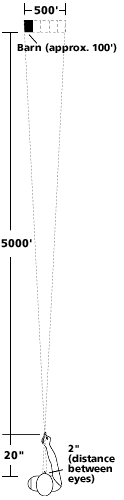 500'
Barn (approx. 100')
5000'
20"
2"
(distance
between
eyes)